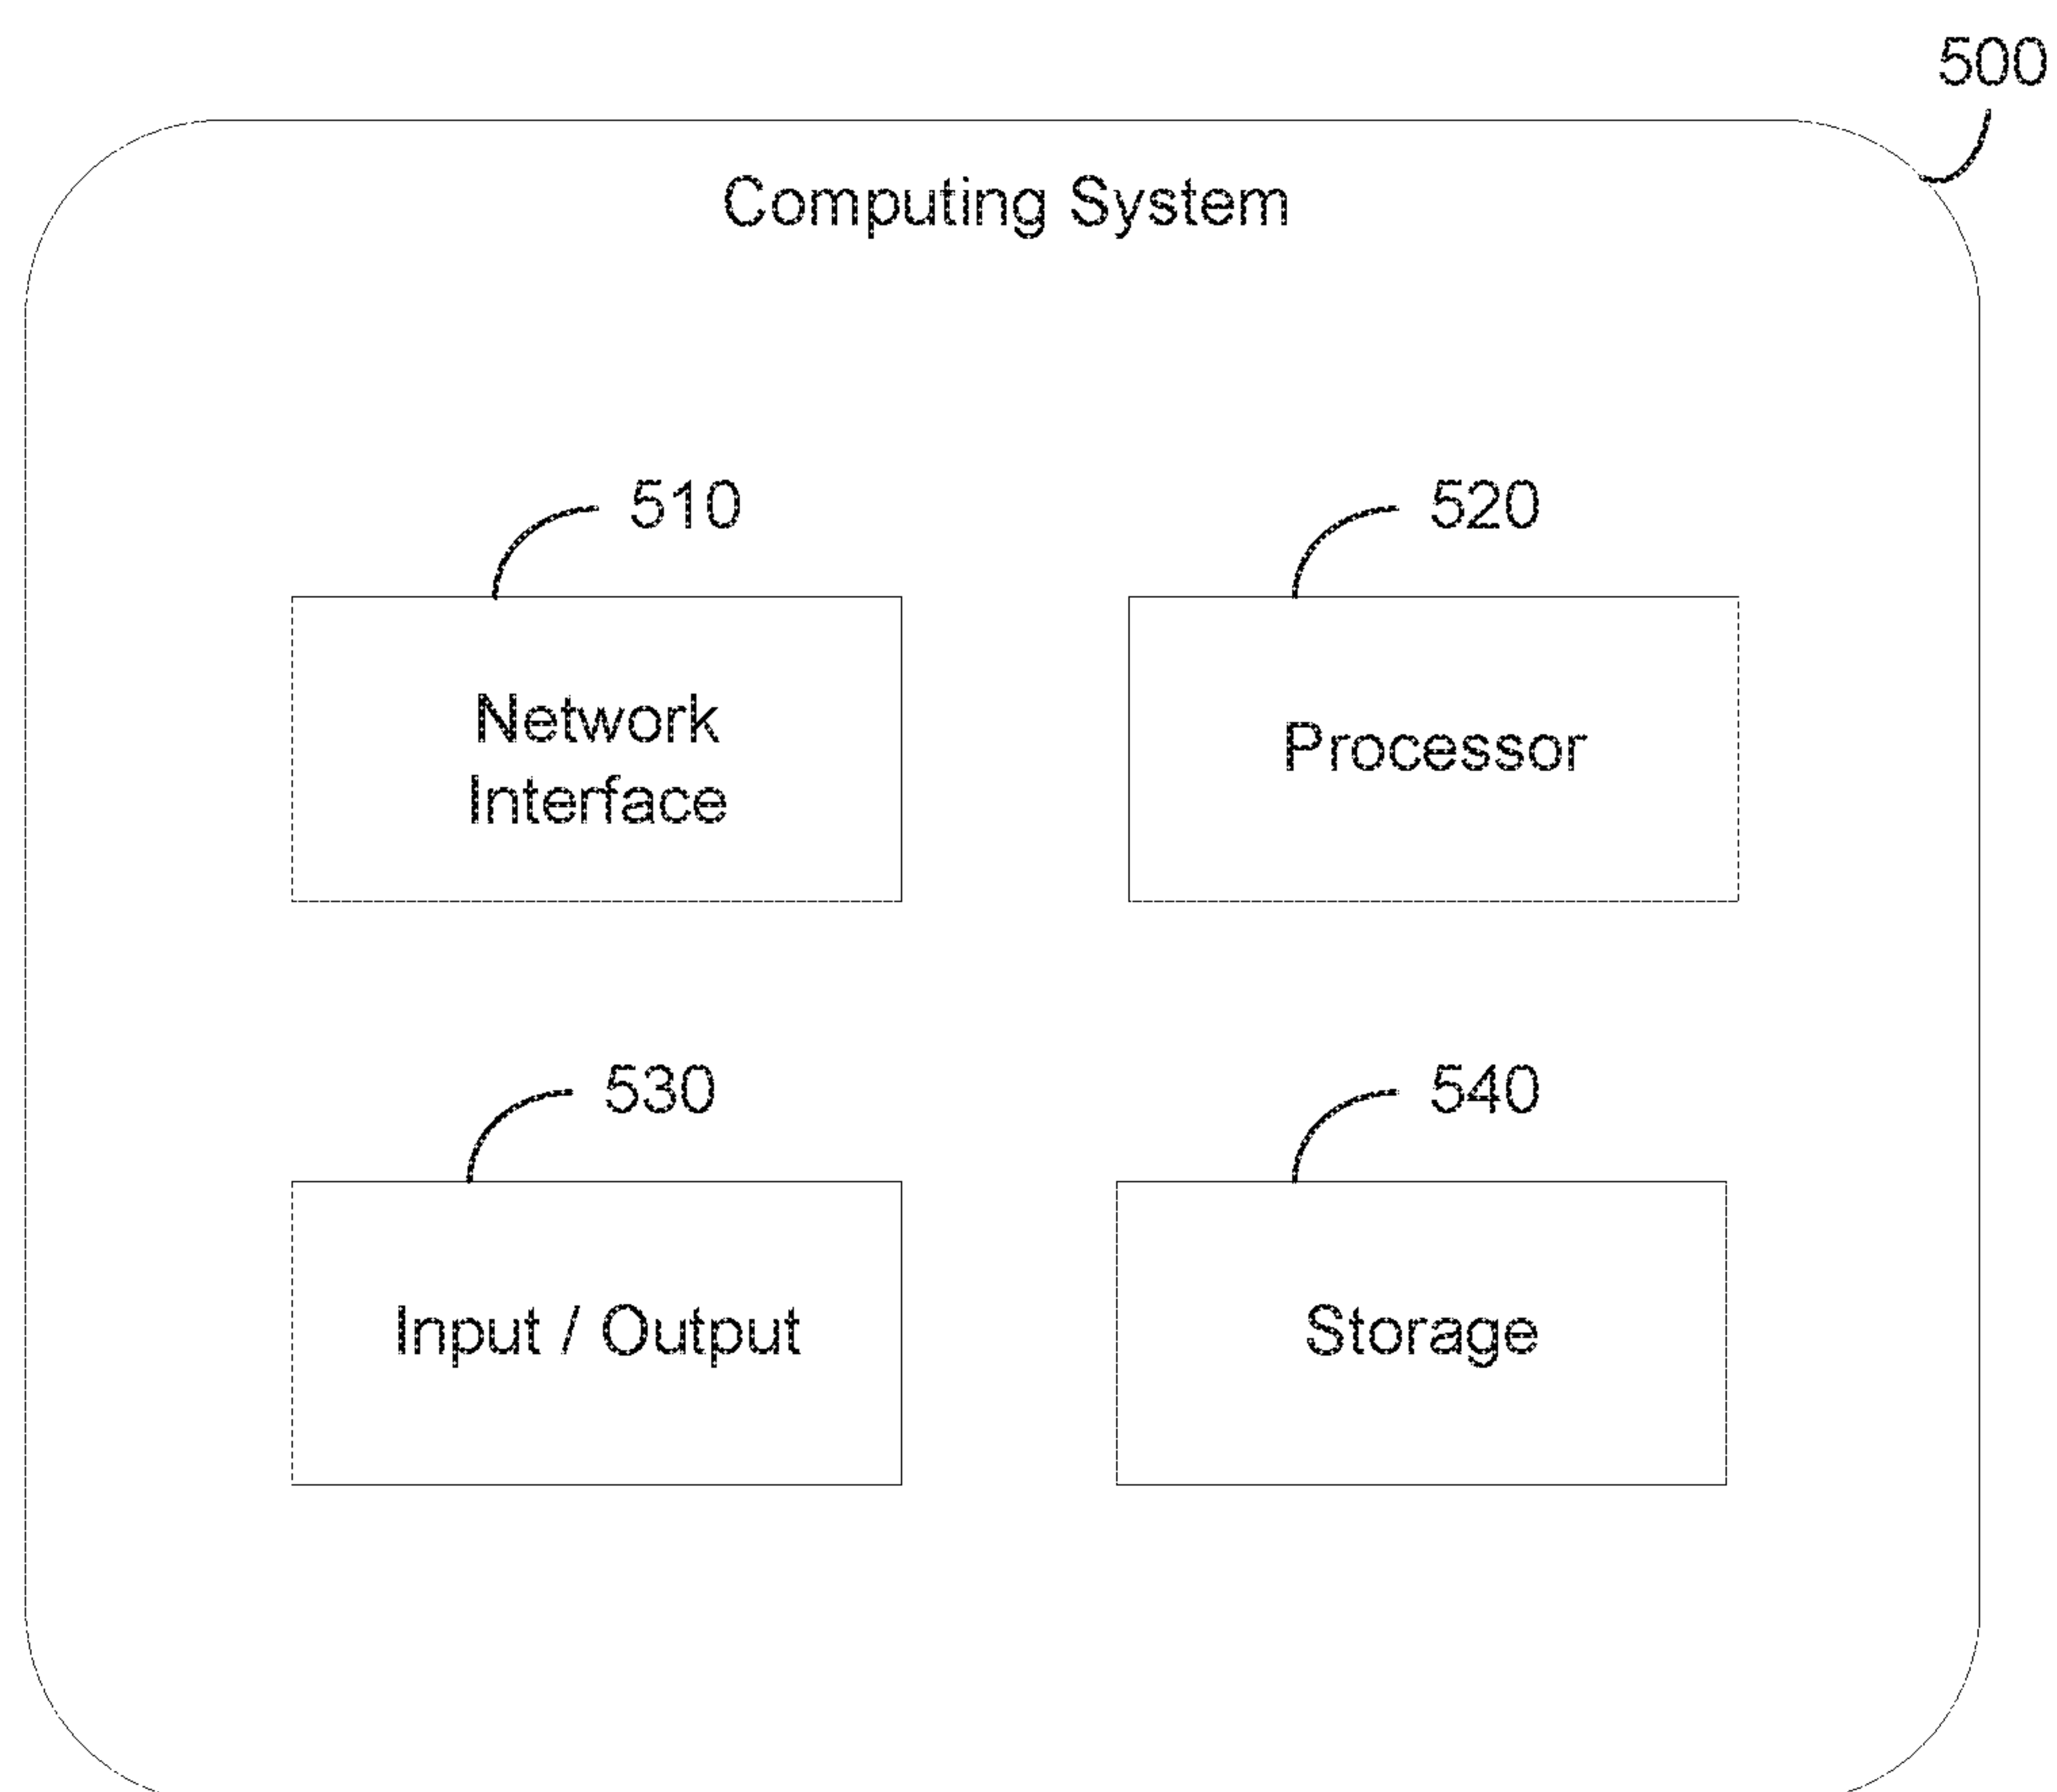 500
Computing System
510
520
Network
Interface
Processor
530
540
Input / Output
Storage